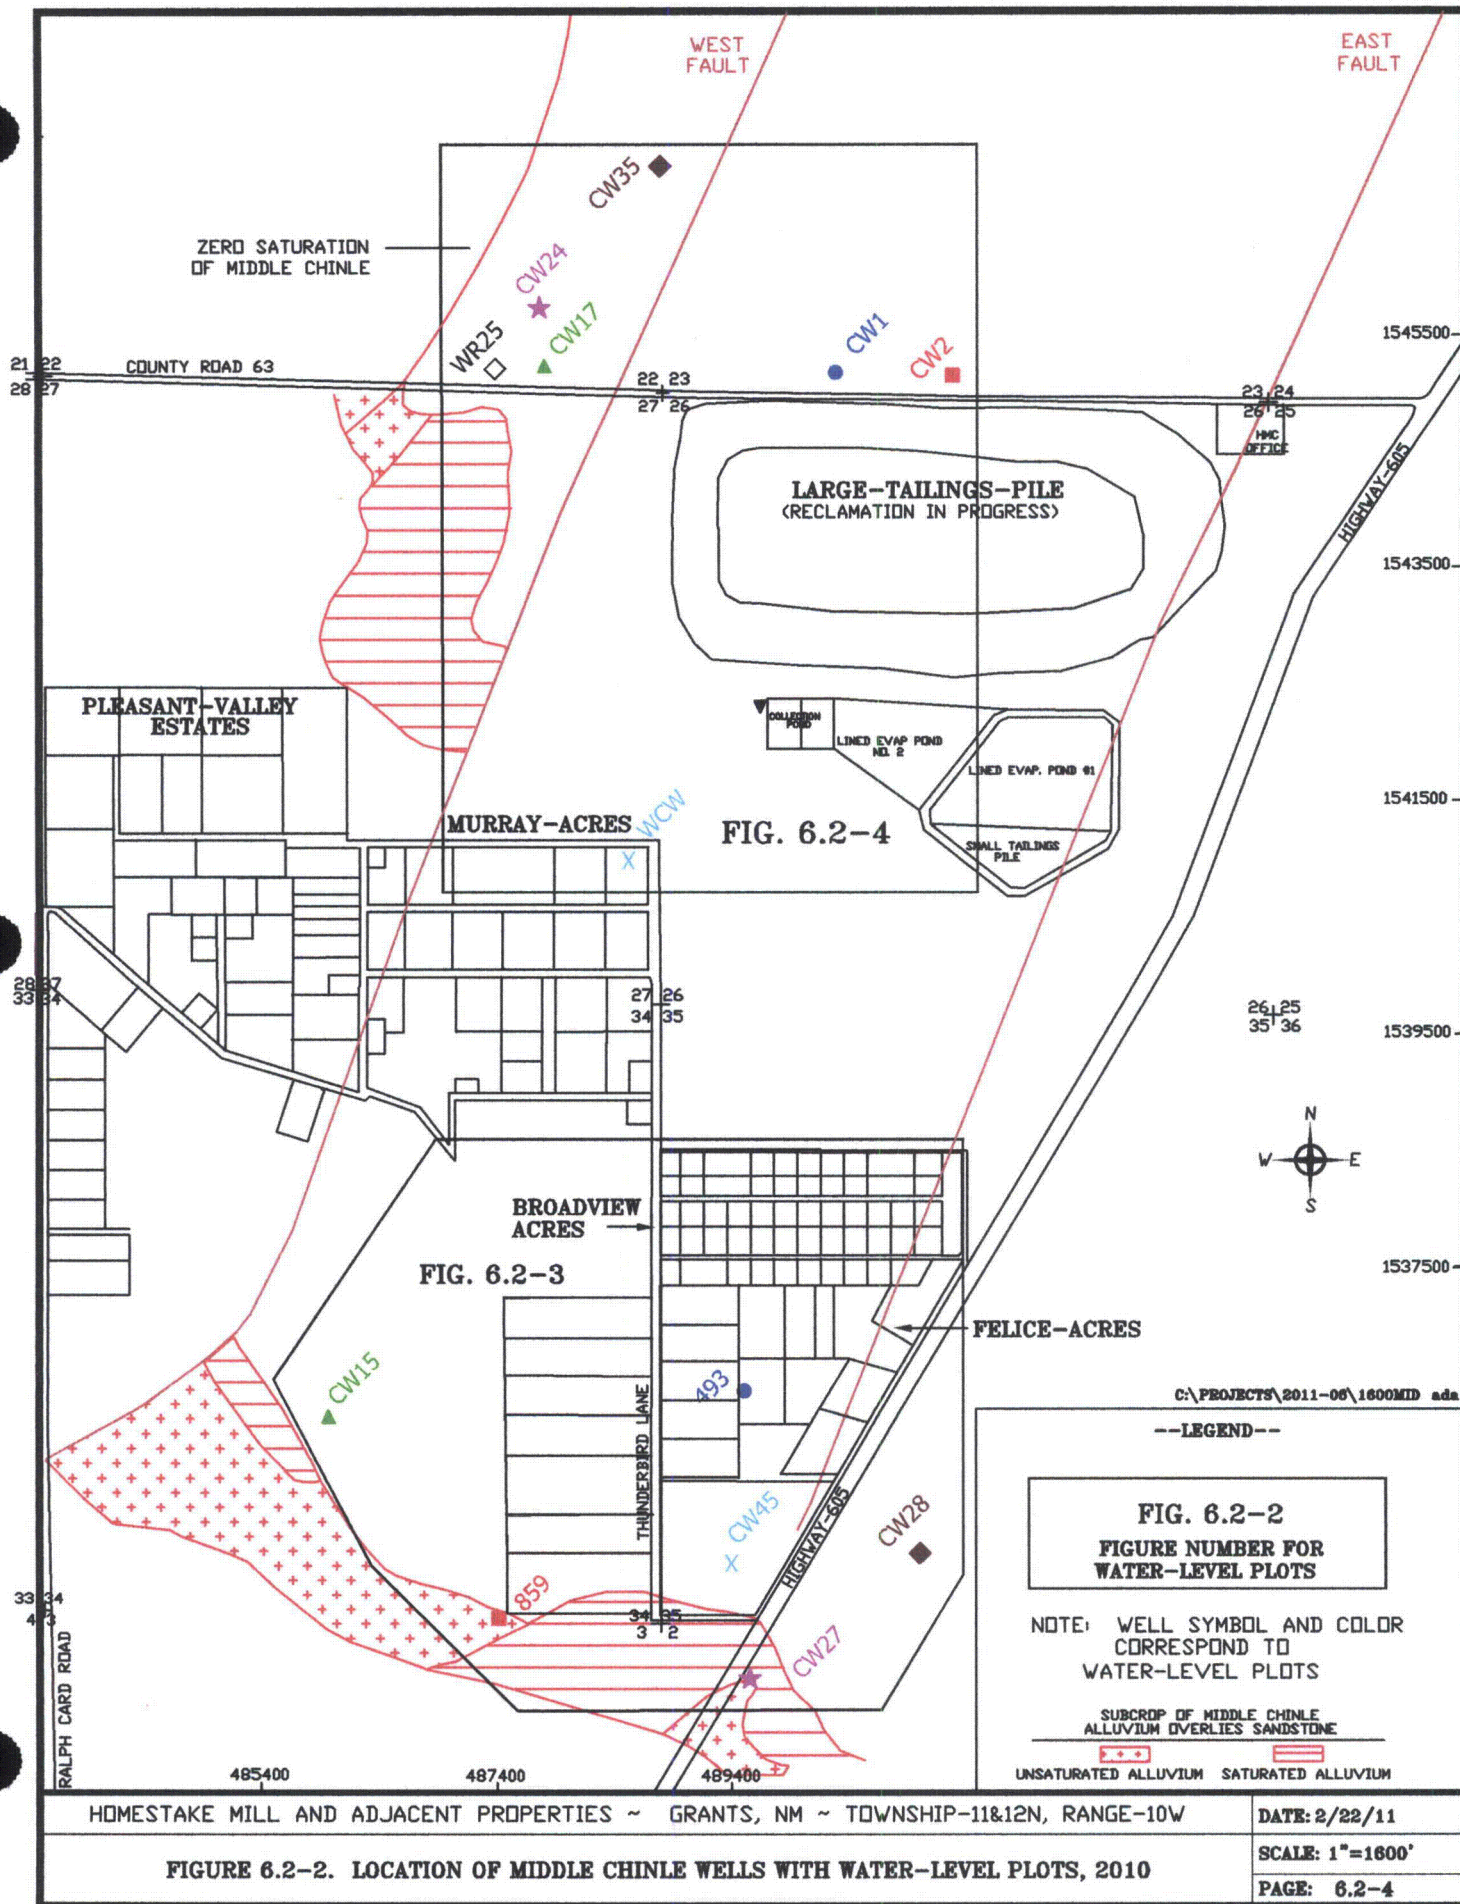 WEST
FAULT
EAST
FAULT
CW35
ZERO SATURATION
OF MIDDLE CHINLE
CW24
CW17
WR25
CW1
CW2
1545500
21 22
28 27
COUNTY ROAD 63
22 23
27 26
23 24
26 25
HMC
OFFICE
HIGHWAY-605
LARGE-TAILINGS-PILE
(RECLAMATION IN PROGRESS)
1543500
PLEASANT-VALLEY
ESTATES
COLLECTION
POND
LINED EVAP POND
NO. 2
LINED EVAP. POND #1
1541500
MURRAY-ACRES
WCW
X
FIG. 6.2-4
SMALL TAILINGS
PILE
28 27
33 34
27 26
34 35
26 25
35 36
1539500
N
W E
S
BROADVIEW
ACRES
FIG. 6.2-3
1537500
FELICE-ACRES
CW15
493
THUNDERBIRD LANE
C:\PROJECTS\2011-06\1600MID ada
--LEGEND--
FIG. 6.2-2
FIGURE NUMBER FOR
WATER-LEVEL PLOTS
CW45
X
HIGHWAY-605
CW28
33 34
4 3
859
34 35
3 2
CW27
NOTE: WELL SYMBOL AND COLOR
CORRESPOND TO
WATER-LEVEL PLOTS
SUBCROP OF MIDDLE CHINLE
ALLUVIUM OVERLIES SANDSTONE
UNSATURATED ALLUVIUM SATURATED ALLUVIUM
RALPH CARD ROAD
485400 487400 489400
HOMESTAKE MILL AND ADJACENT PROPERTIES ~ GRANTS, NM ~ TOWNSHIP-11&12N, RANGE-10W
DATE: 2/22/11
FIGURE 6.2-2. LOCATION OF MIDDLE CHINLE WELLS WITH WATER-LEVEL PLOTS, 2010
SCALE: 1"=1600'
PAGE: 6.2-4